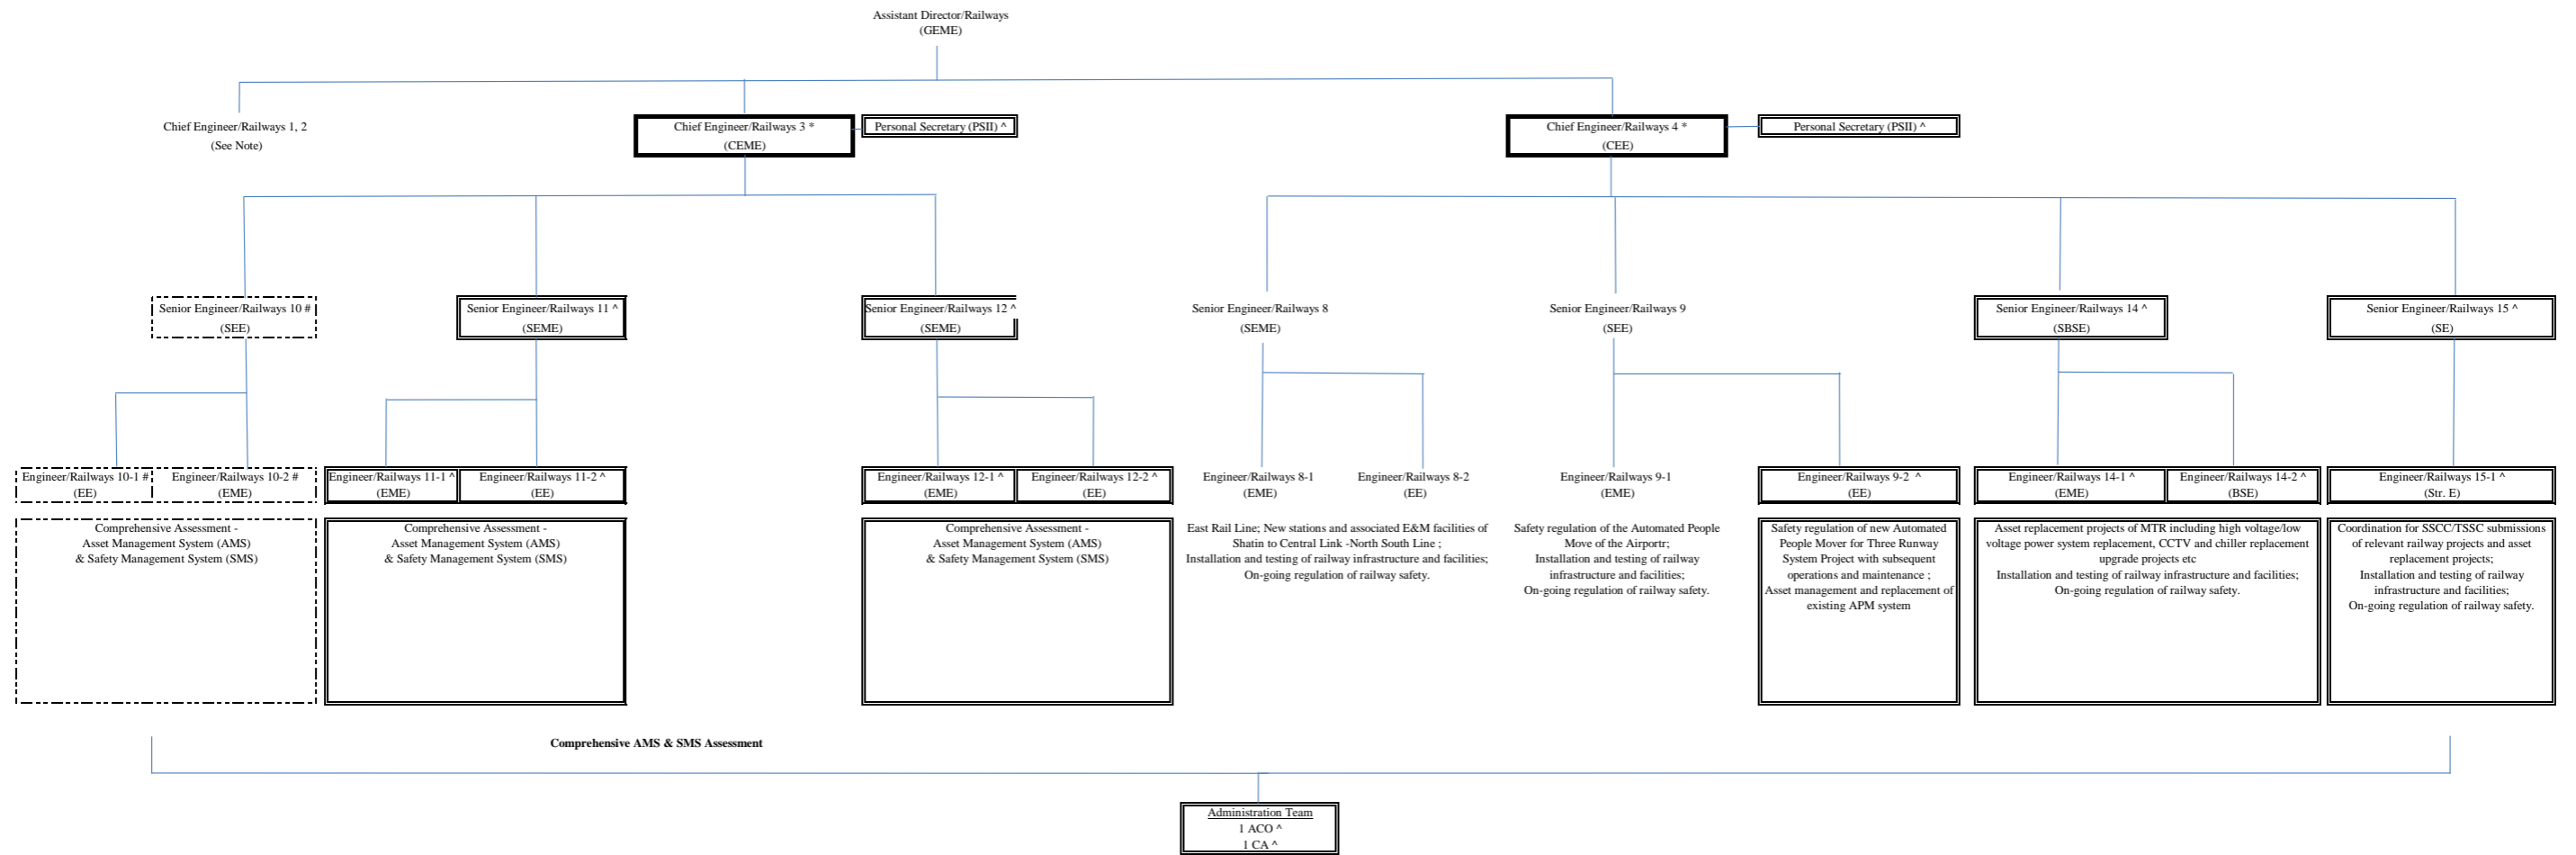 Assistant Director/Railways
(GEME)
Chief Engineer/Railways 1, 2
(See Note)
Chief Engineer/Railways 3 *
(CEME)
Personal Secretary (PSII) ^
Chief Engineer/Railways 4 *
(CEE)
Personal Secretary (PSII) ^
Senior Engineer/Railways 10 #
(SEE)
Senior Engineer/Railways 11 ^
(SEME)
Senior Engineer/Railways 12 ^
(SEME)
Senior Engineer/Railways 8
(SEME)
Senior Engineer/Railways 9
(SEE)
Senior Engineer/Railways 14 ^
(SBSE)
Senior Engineer/Railways 15 ^
(SE)
Engineer/Railways 10-1 #
(EE)
Engineer/Railways 10-2 #
(EME)
Engineer/Railways 11-1 ^
(EME)
Engineer/Railways 11-2 ^
(EE)
Engineer/Railways 12-1 ^
(EME)
Engineer/Railways 12-2 ^
(EE)
Engineer/Railways 8-1
(EME)
Engineer/Railways 8-2
(EE)
Engineer/Railways 9-1
(EME)
Engineer/Railways 9-2 ^
(EE)
Engineer/Railways 14-1 ^
(EME)
Engineer/Railways 14-2 ^
(BSE)
Engineer/Railways 15-1 ^
(Str. E)
Comprehensive Assessment -
Asset Management System (AMS)
& Safety Management System (SMS)
Comprehensive Assessment -
Asset Management System (AMS)
& Safety Management System (SMS)
Comprehensive Assessment -
Asset Management System (AMS)
& Safety Management System (SMS)
East Rail Line; New stations and associated E&M facilities of
Shatin to Central Link -North South Line ;
Installation and testing of railway infrastructure and facilities;
On-going regulation of railway safety.
Safety regulation of the Automated People
Move of the Airportr;
Installation and testing of railway
infrastructure and facilities;
On-going regulation of railway safety.
Safety regulation of new Automated
People Mover for Three Runway
System Project with subsequent
operations and maintenance ;
Asset management and replacement of
existing APM system
Asset replacement projects of MTR including high voltage/low
voltage power system replacement, CCTV and chiller replacement
upgrade projects etc
Installation and testing of railway infrastructure and facilities;
On-going regulation of railway safety.
Coordination for SSCC/TSSC submissions
of relevant railway projects and asset
replacement projects;
Installation and testing of railway
infrastructure and facilities;
On-going regulation of railway safety.
Comprehensive AMS & SMS Assessment
Administration Team
1 ACO ^
1 CA ^